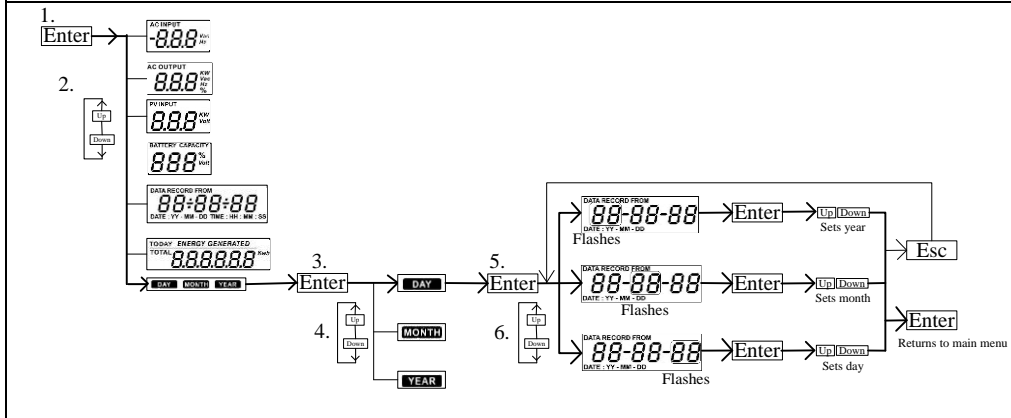 1.
Enter
AC INPUT
-8.8.8 Volt Hz
AC OUTPUT
8.8.8 KW Volt Hz %
2.
Up
Down
PV INPUT
8.8.8 KW Volt
BATTERY CAPACITY
888 % Volt
DATA RECORD FROM
88÷88÷88
DATE : YY - MM - DD TIME : HH : MM : SS
TODAY ENERGY GENERATED
TOTAL 8.8.8.8.8.8 Kwh
DAY MONTH YEAR
3.
Enter
4.
Up
Down
DAY
MONTH
YEAR
5.
Enter
6.
Up
Down
DATA RECORD FROM
88-88-88
DATE : YY - MM - DD
Flashes
Enter
Up Down
Sets year
DATA RECORD FROM
88-88-88
DATE : YY - MM - DD
Flashes
Enter
Up Down
Sets month
DATA RECORD FROM
88-88-88
DATE : YY - MM - DD
Flashes
Enter
Up Down
Sets day
Esc
Enter
Returns to main menu